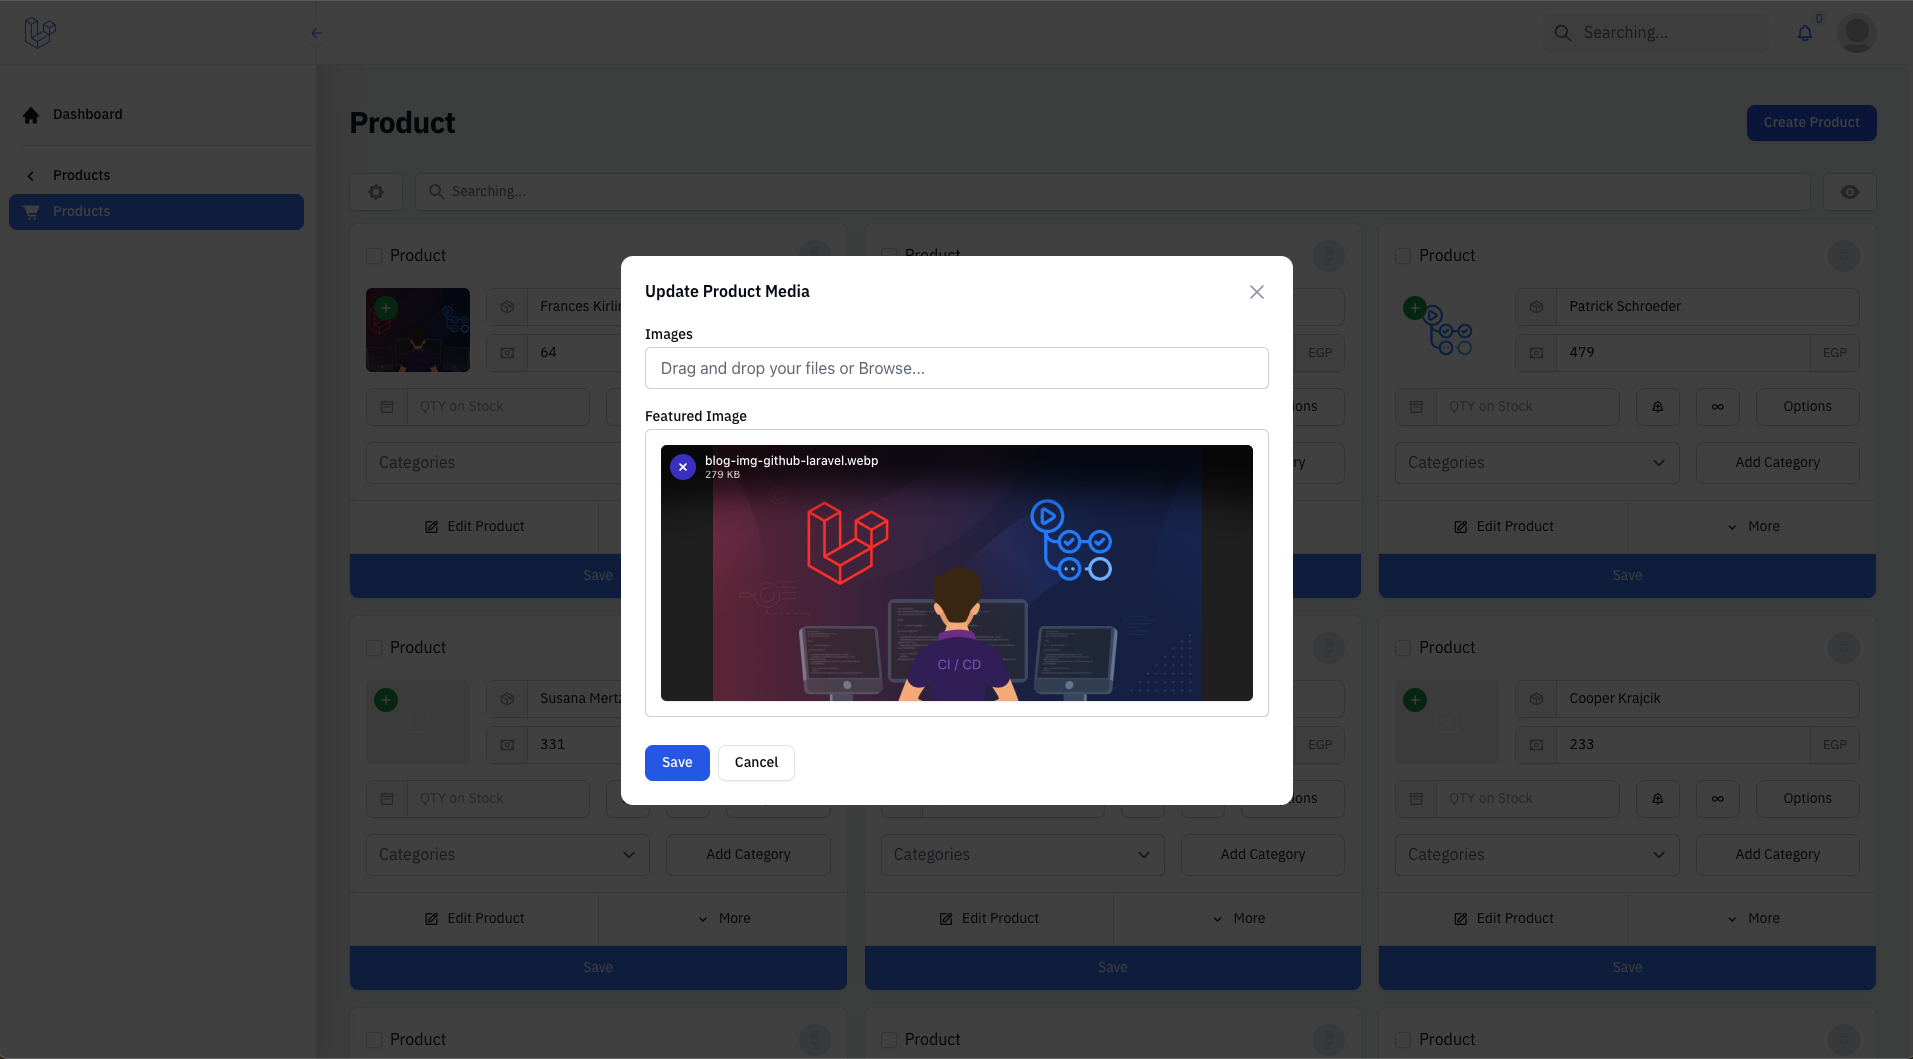 0
Searching...
Dashboard
Product
Create Product
Products
Searching...
Products
Product
Product
Product
Update Product Media
Images
Frances
Patrick Schroeder
64
EGP
479
EGP
Drag and drop your files or Browse...
QTY on Stock
QTY on Stock
Options
Featured Image
Categories
Categories
Add Category
blog-img-github-laravel.webp
279 KB
Edit Product
Edit Product
More
Save
Save
CI / CD
Product
Product
Susana
Cooper Krajcik
331
EGP
233
EGP
Save
Cancel
QTY on Stock
QTY on Stock
Options
Categories
Add Category
Categories
Add Category
Categories
Add Category
Edit Product
More
Edit Product
More
Edit Product
More
Save
Save
Save
Product
Product
Product